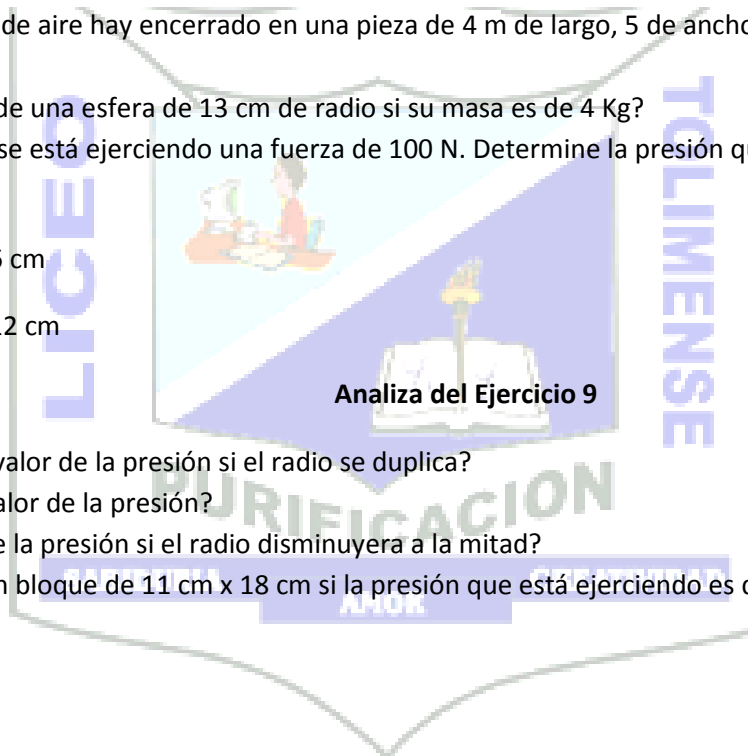 de aire hay encerrado en una pieza de 4 m de largo, 5 de ancho
de una esfera de 13 cm de radio si su masa es de 4 Kg?
se está ejerciendo una fuerza de 100 N. Determine la presión
cm
2 cm
Analiza del Ejercicio 9
valor de la presión si el radio se duplica?
valor de la presión?
la presión si el radio disminuyera a la mitad?
bloque de 11 cm x 18 cm si la presión que está ejerciendo es
LICEO
TOLIMENSE
PURIFICACION
AMOR